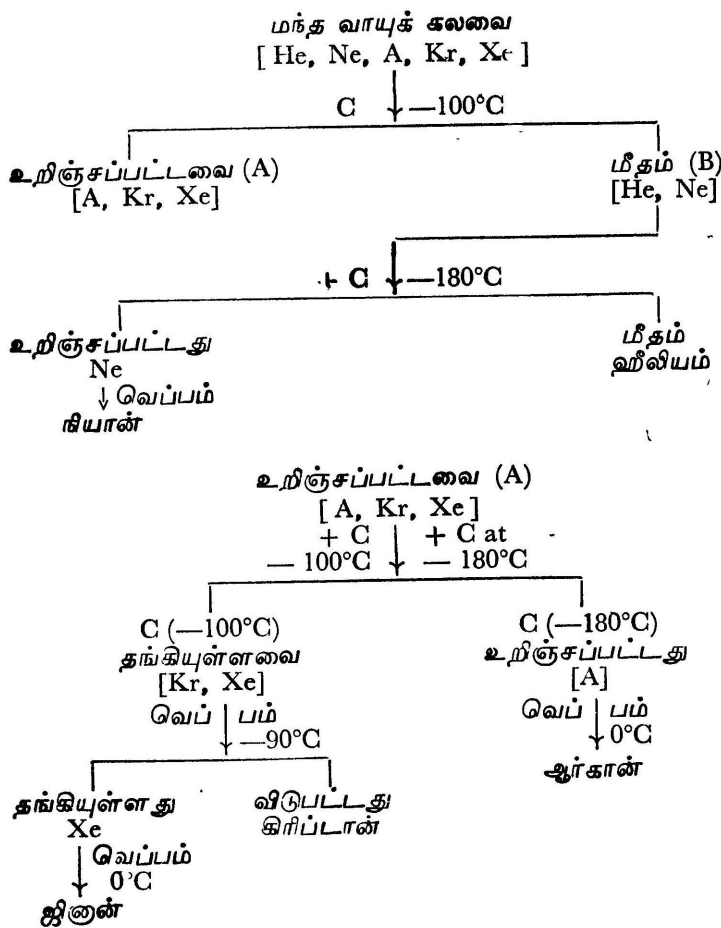 மந்த வாயுக் கலவை
[ He, Ne, A, Kr, Xe ]
C —100°C
உறிஞ்சப்பட்டவை (A) மீதம் (B)
[A, Kr, Xe] [He, Ne]
+ C —180°C
உறிஞ்சப்பட்டது மீதம்
Ne ஹீலியம்
வெப்பம்
நியான்
உறிஞ்சப்பட்டவை (A)
[ A, Kr, Xe ]
+ C + C at
— 100°C — 180°C
C (—100°C) C (—180°C)
தங்கியுள்ளவை உறிஞ்சப்பட்டது
[Kr, Xe] [A]
வெப் பம் வெப் பம்
—90°C 0°C
ஆர்கான்
தங்கியுள்ளது விடுபட்டது
Xe கிரிப்டான்
வெப்பம்
0°C
ஜினான்